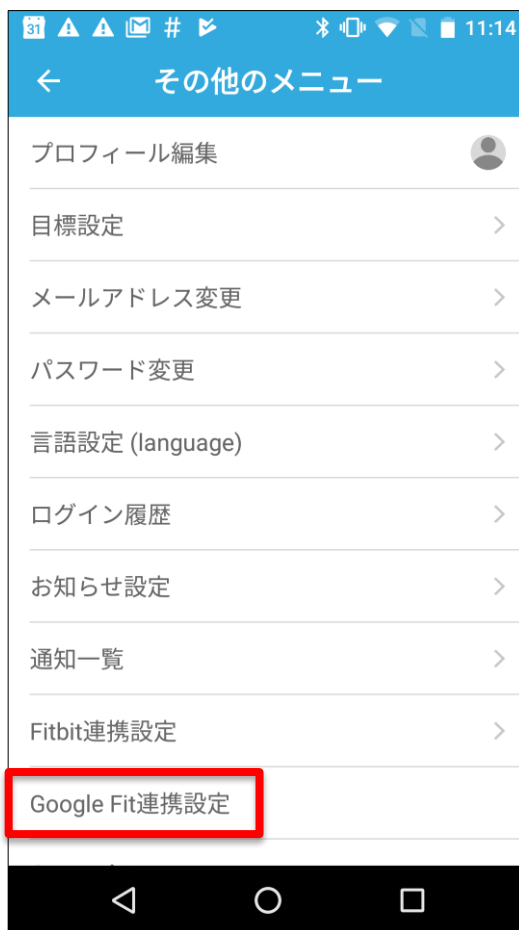 31 # 11:14
その他のメニュー
プロフィール編集
目標設定
メールアドレス変更
パスワード変更
言語設定 (language)
ログイン履歴
お知らせ設定
通知一覧
Fitbit連携設定
Google Fit連携設定